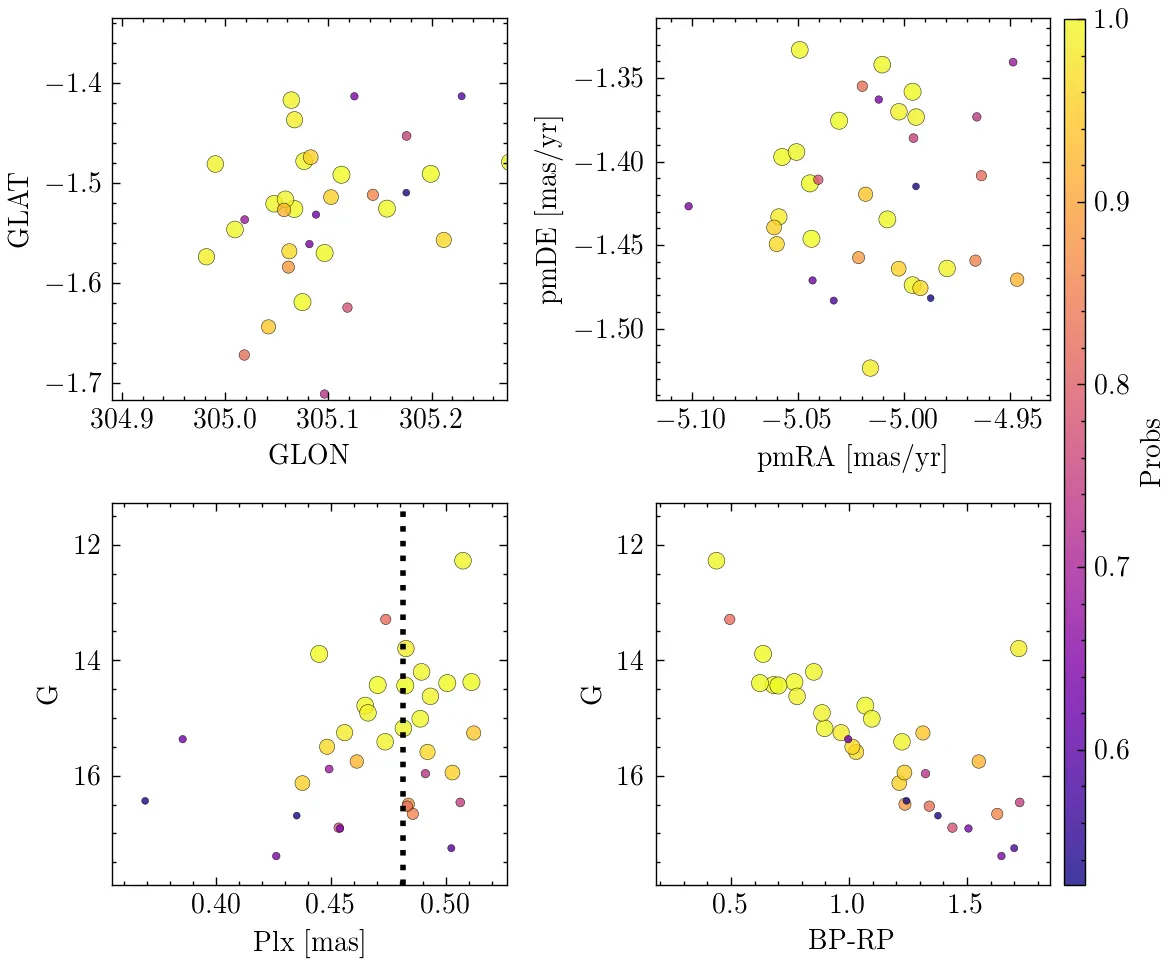 −1.4
−1.5
−1.6
−1.7
GLAT
304.9 305.0 305.1 305.2
GLON
−1.35
−1.40
−1.45
−1.50
pmDE [mas/yr]
−5.10 −5.05 −5.00 −4.95
pmRA [mas/yr]
12
14
16
G
0.40 0.45 0.50
Plx [mas]
12
14
16
G
0.5 1.0 1.5
BP-RP
1.0
0.9
0.8
0.7
0.6
Probs